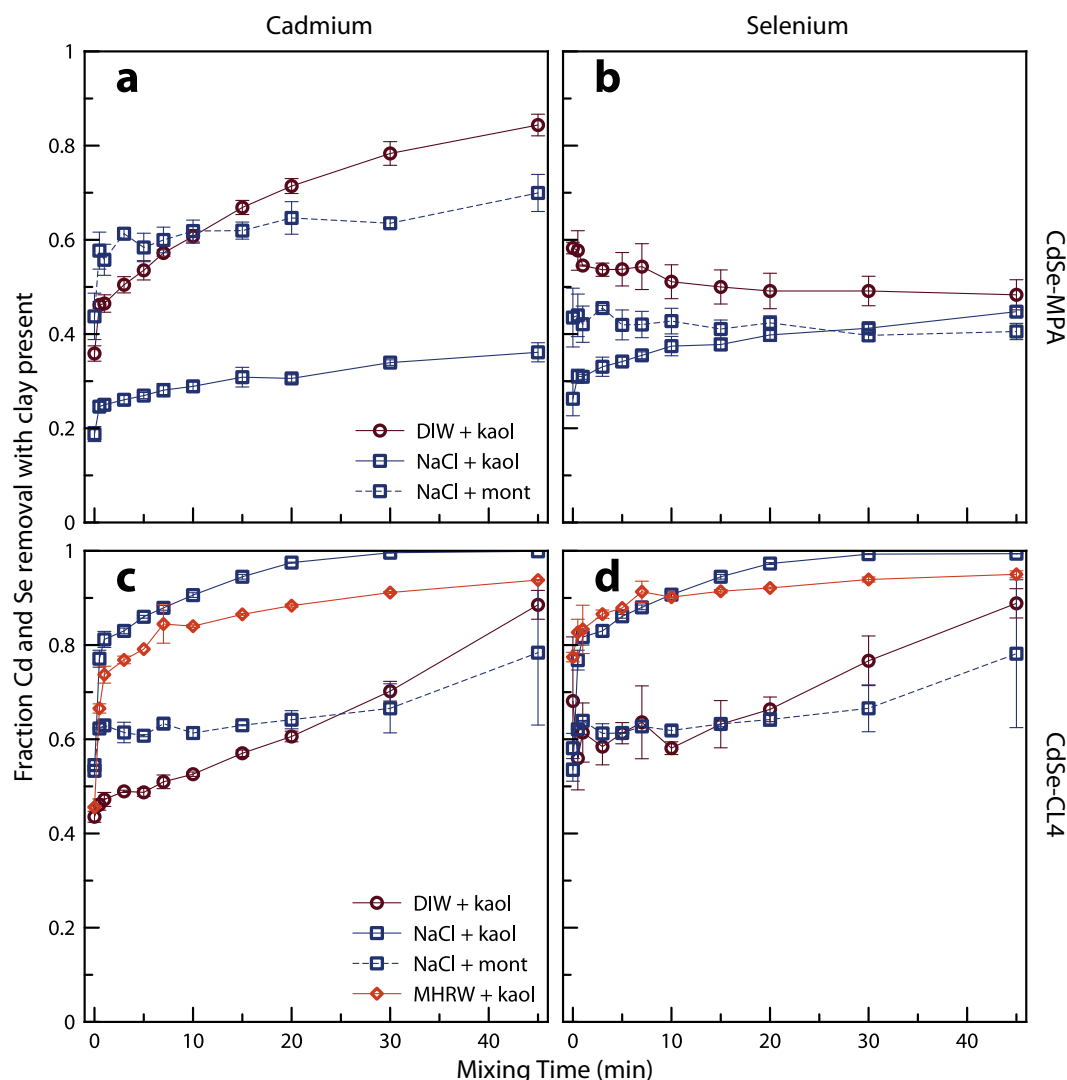 Cadmium
Selenium
Fraction Cd and Se removal with clay present
1
0.8
0.6
0.4
0.2
0
a
DIW + kaol
NaCl + kaol
NaCl + mont
b
CdSe-MPA
1
0.8
0.6
0.4
0.2
0
c
DIW + kaol
NaCl + kaol
NaCl + mont
MHRW + kaol
d
CdSe-CL4
0 10 20 30 40
0 10 20 30 40
Mixing Time (min)